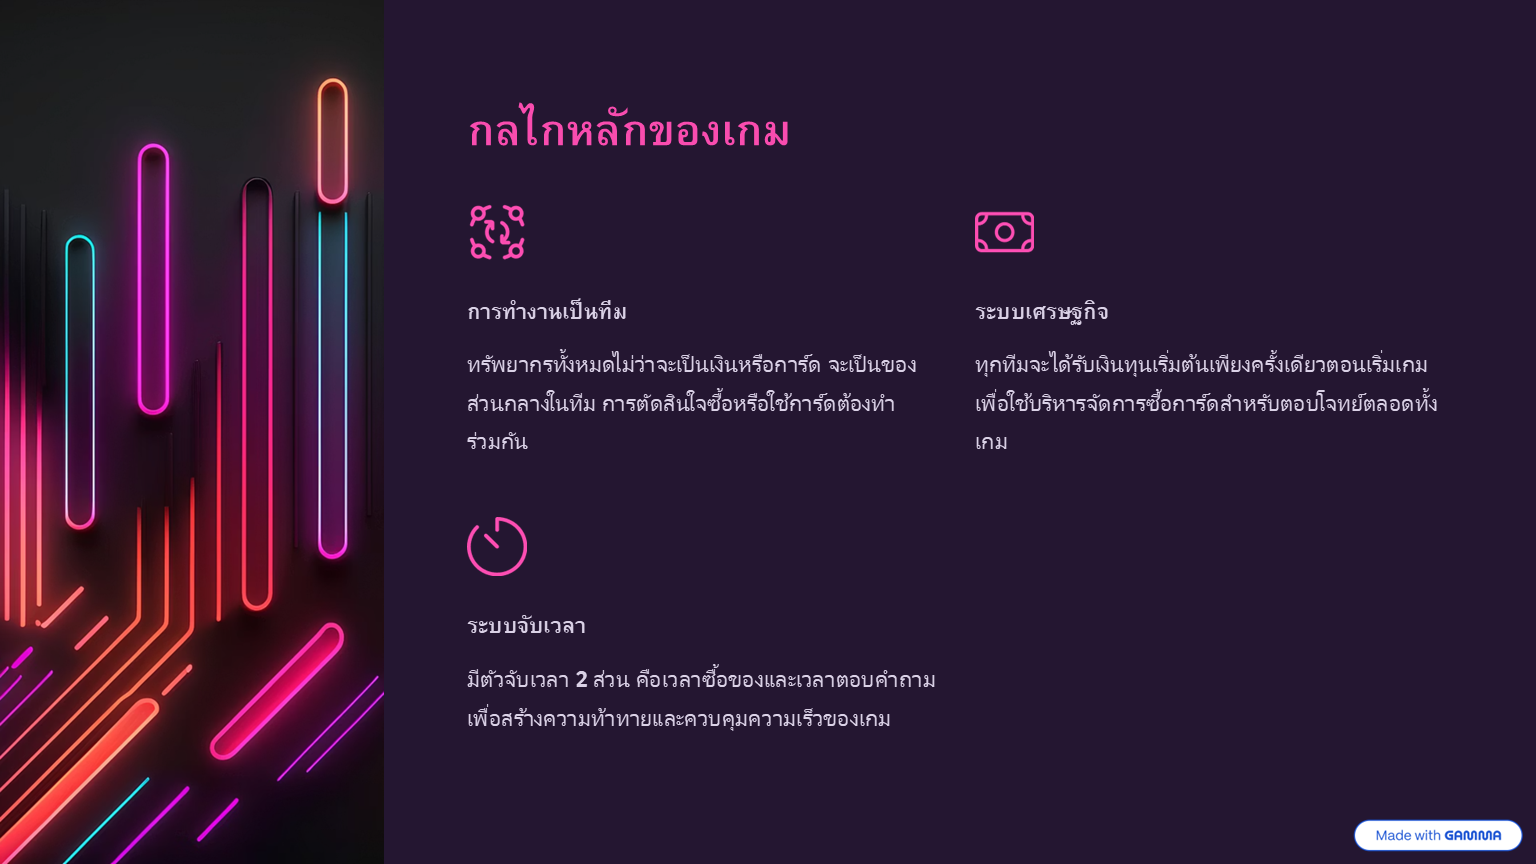 กลไกหลักของเกม
การทำงานเป็นทีม
ทรัพยากรทั้งหมดไม่ว่าจะเป็นเงินหรือการ์ด จะเป็นของ
ส่วนกลางในทีม การตัดสินใจซื้อหรือใช้การ์ดต้องทำ
ร่วมกัน
ระบบเศรษฐกิจ
ทุกทีมจะได้รับเงินทุนเริ่มต้นเพียงครั้งเดียวตอนเริ่มเกม
เพื่อใช้บริหารจัดการซื้อการ์ดสำหรับตอบโจทย์ตลอดทั้ง
เกม
ระบบจับเวลา
มีตัวจับเวลา 2 ส่วน คือเวลาซื้อของและเวลาตอบคำถาม
เพื่อสร้างความท้าทายและควบคุมความเร็วของเกม
Made with GAMMA